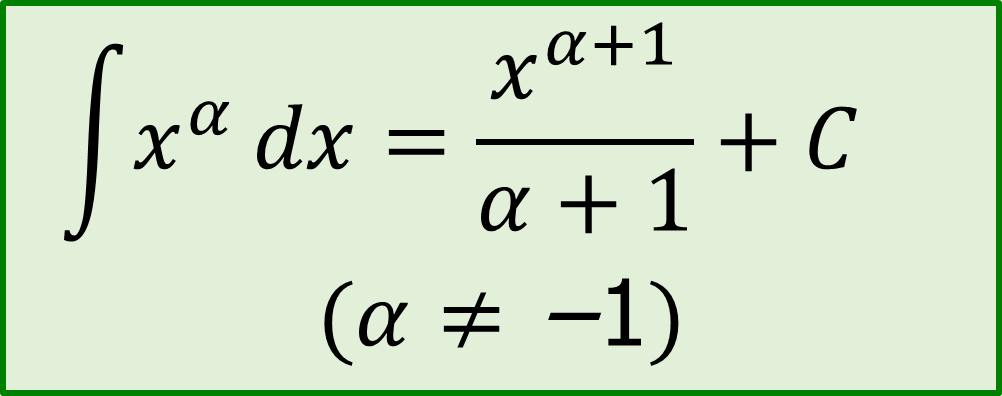 ∫ x^α dx = x^(α+1)/(α + 1) + C
(α ≠ −1)